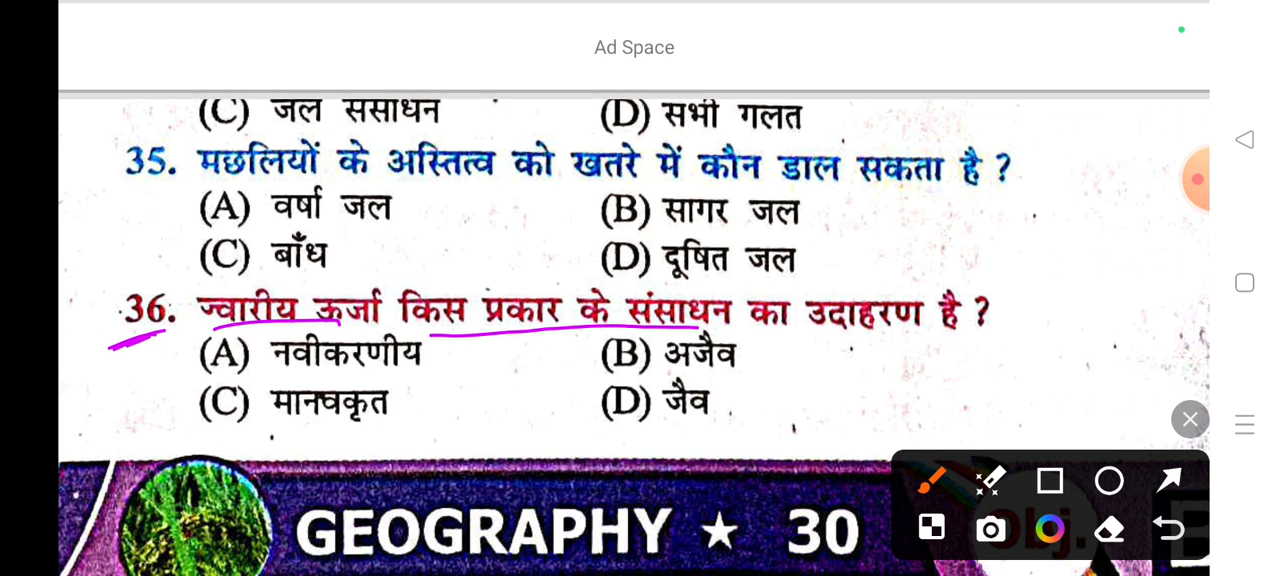 Ad Space
(C) जल संसाधन (D) सभी गलत
35. मछलियों के अस्तित्व को खतरे में कौन डाल सकता है ?
(A) वर्षा जल (B) सागर जल
(C) बाँध (D) दूषित जल
36. ज्वारीय ऊर्जा किस प्रकार के संसाधन का उदाहरण है ?
(A) नवीकरणीय (B) अजैव
(C) मानवकृत (D) जैव
GEOGRAPHY ★ 30
Obj.